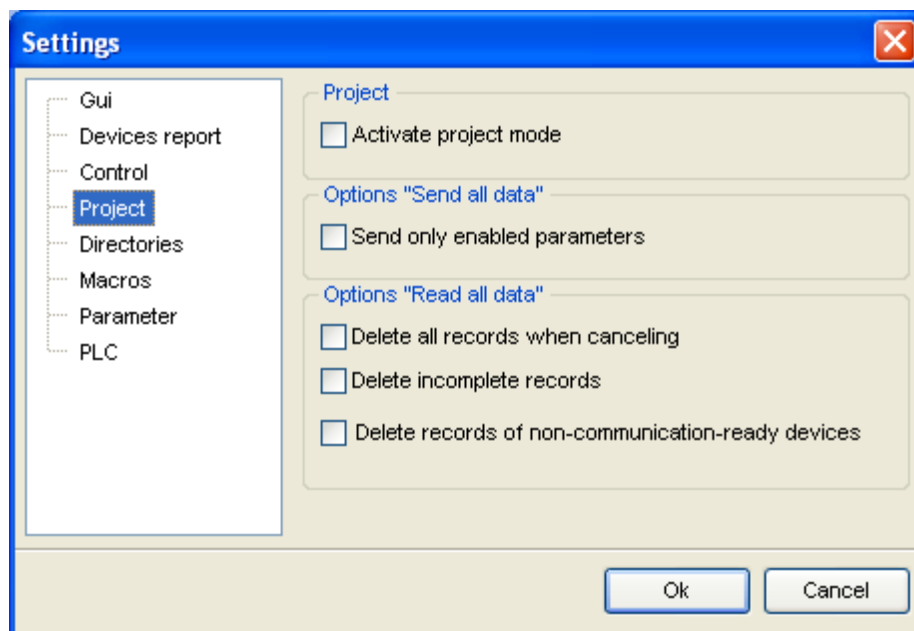 Settings
Gui
Devices report
Control
Project
Directories
Macros
Parameter
PLC
Project
Activate project mode
Options "Send all data"
Send only enabled parameters
Options "Read all data"
Delete all records when canceling
Delete incomplete records
Delete records of non-communication-ready devices
Ok
Cancel